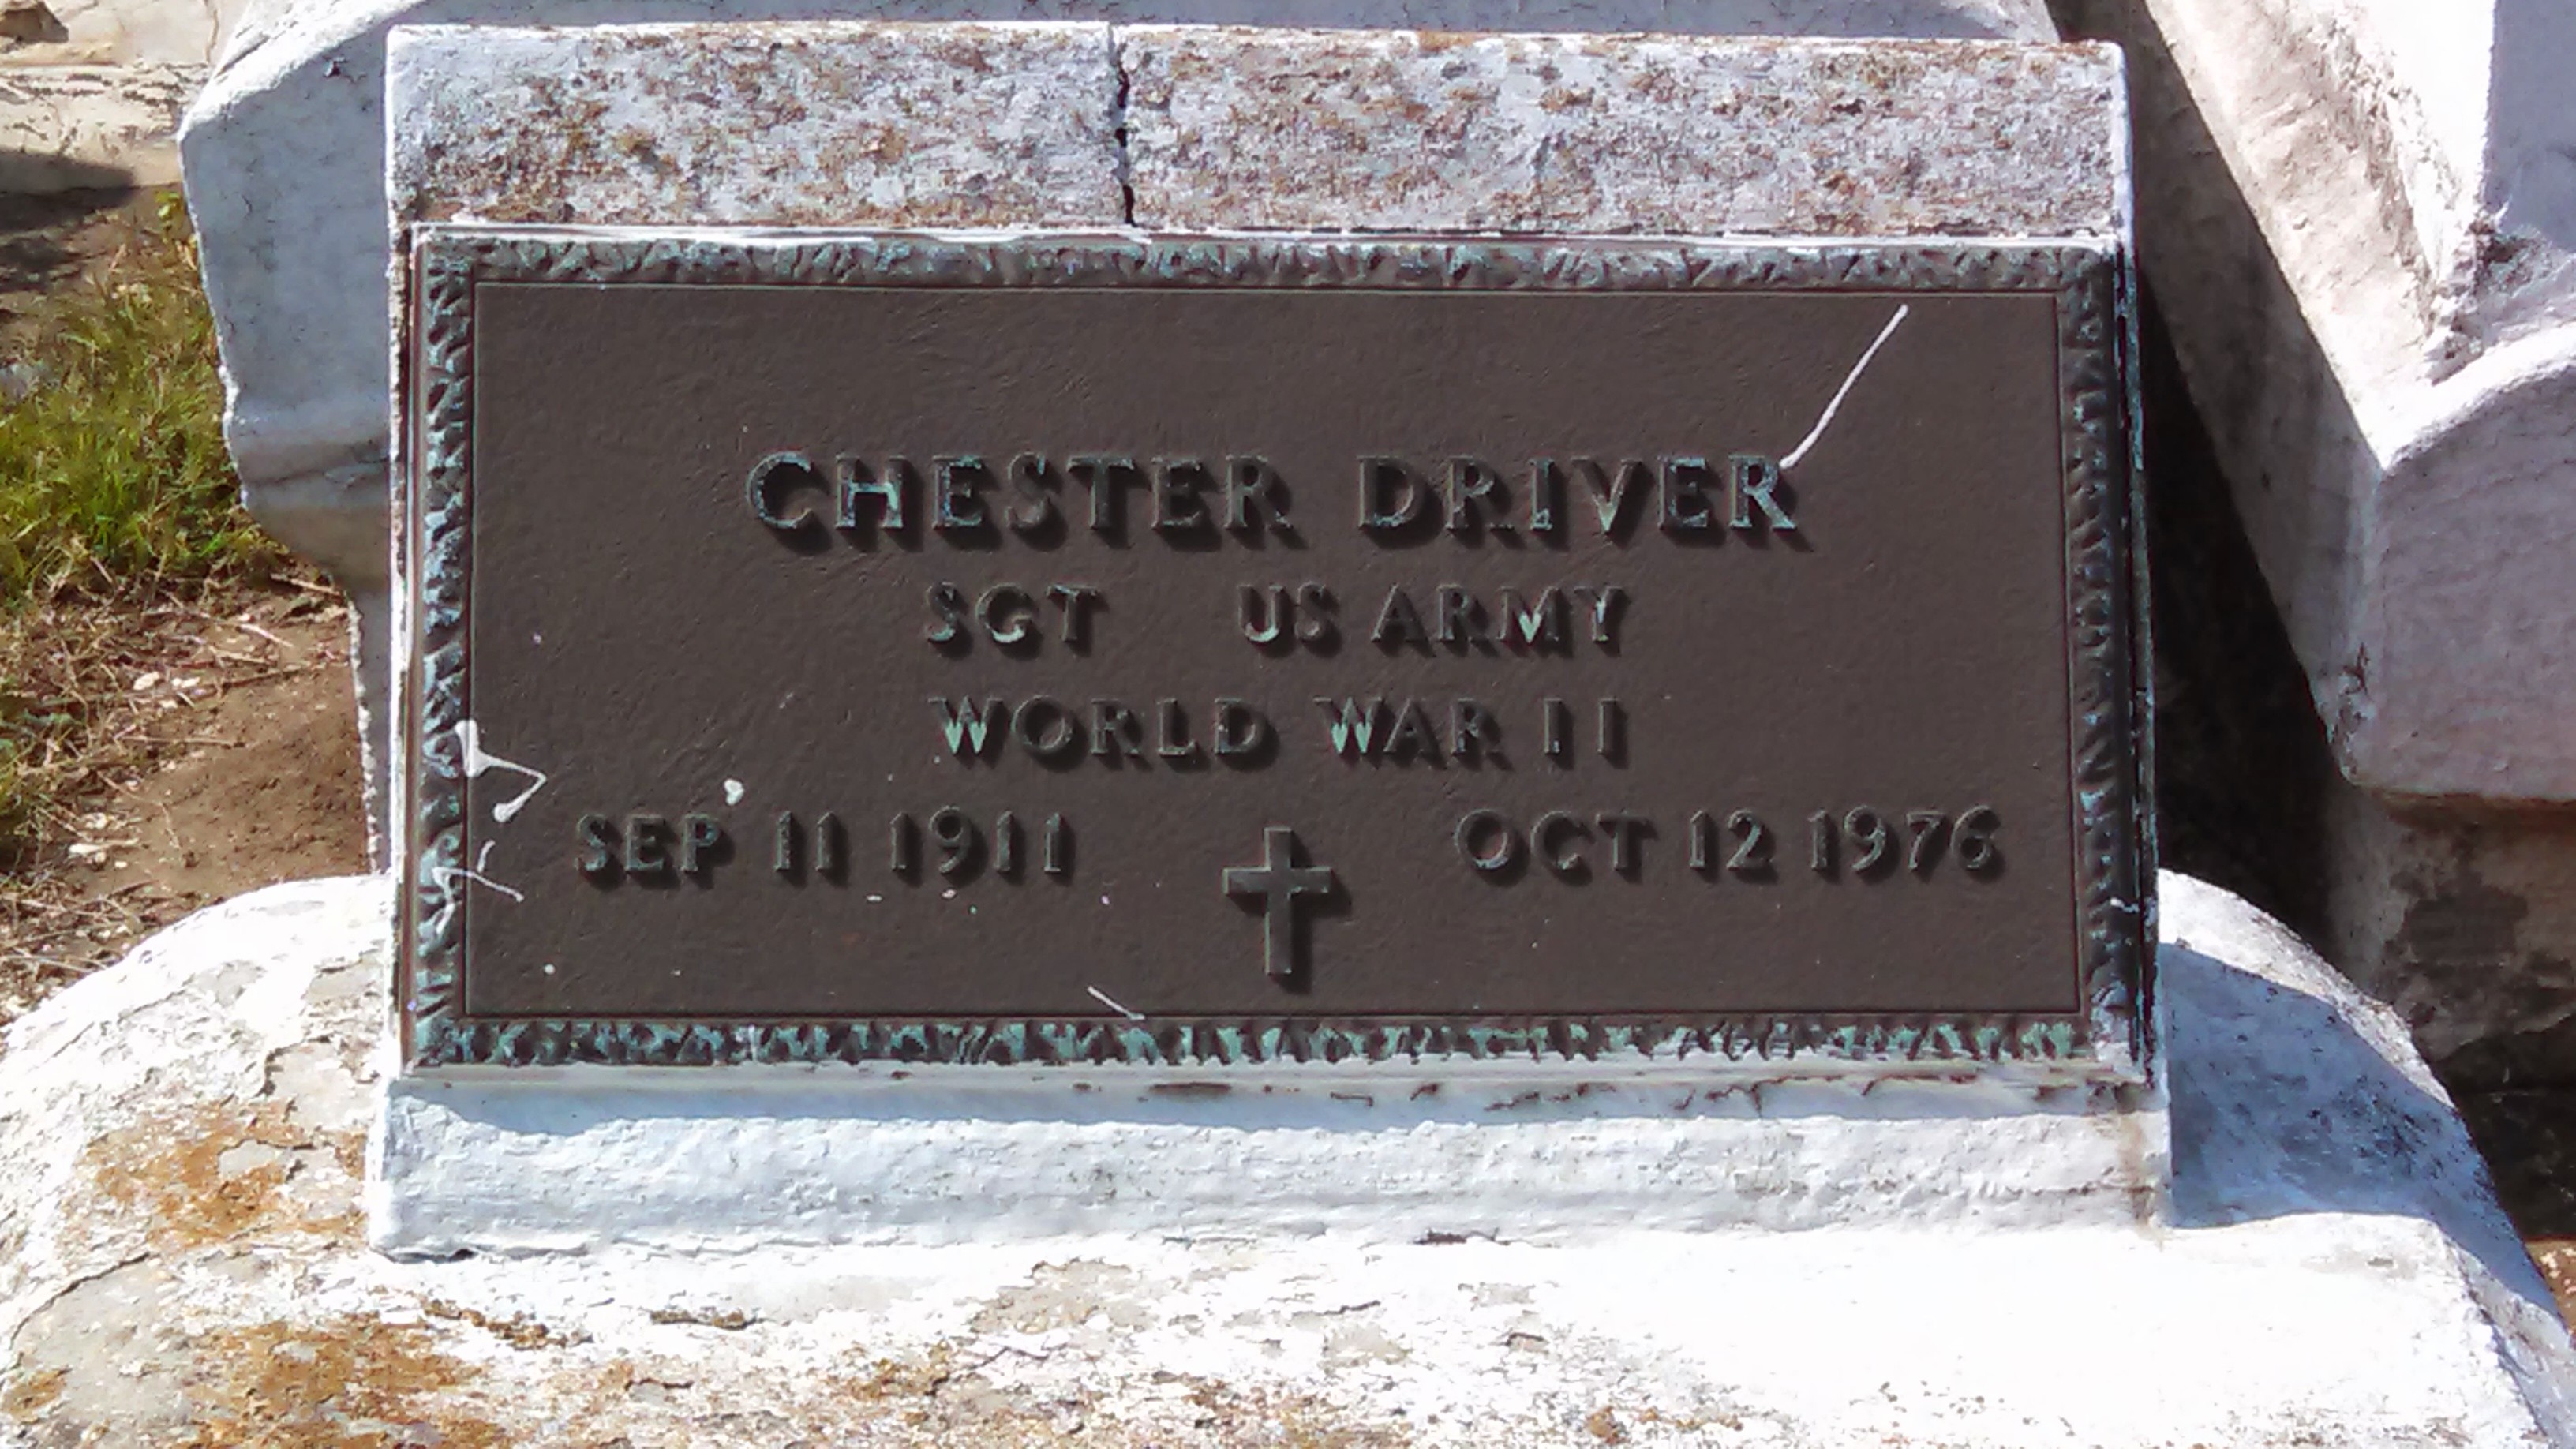 CHESTER DRIVER
SGT US ARMY
WORLD WAR II
SEP 11 1911 OCT 12 1976